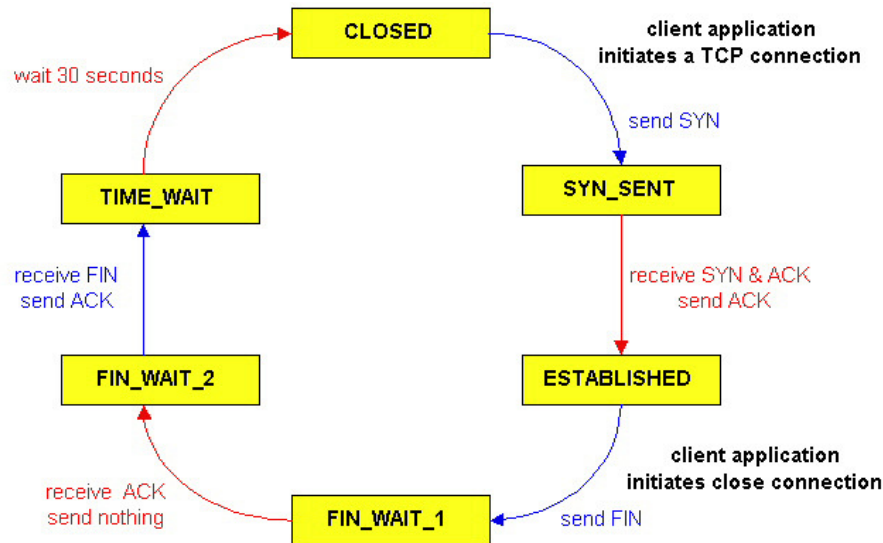 CLOSED
client application
initiates a TCP connection
wait 30 seconds
send SYN
TIME_WAIT
SYN_SENT
receive FIN
send ACK
receive SYN & ACK
send ACK
FIN_WAIT_2
ESTABLISHED
client application
initiates close connection
receive ACK
send nothing
FIN_WAIT_1
send FIN